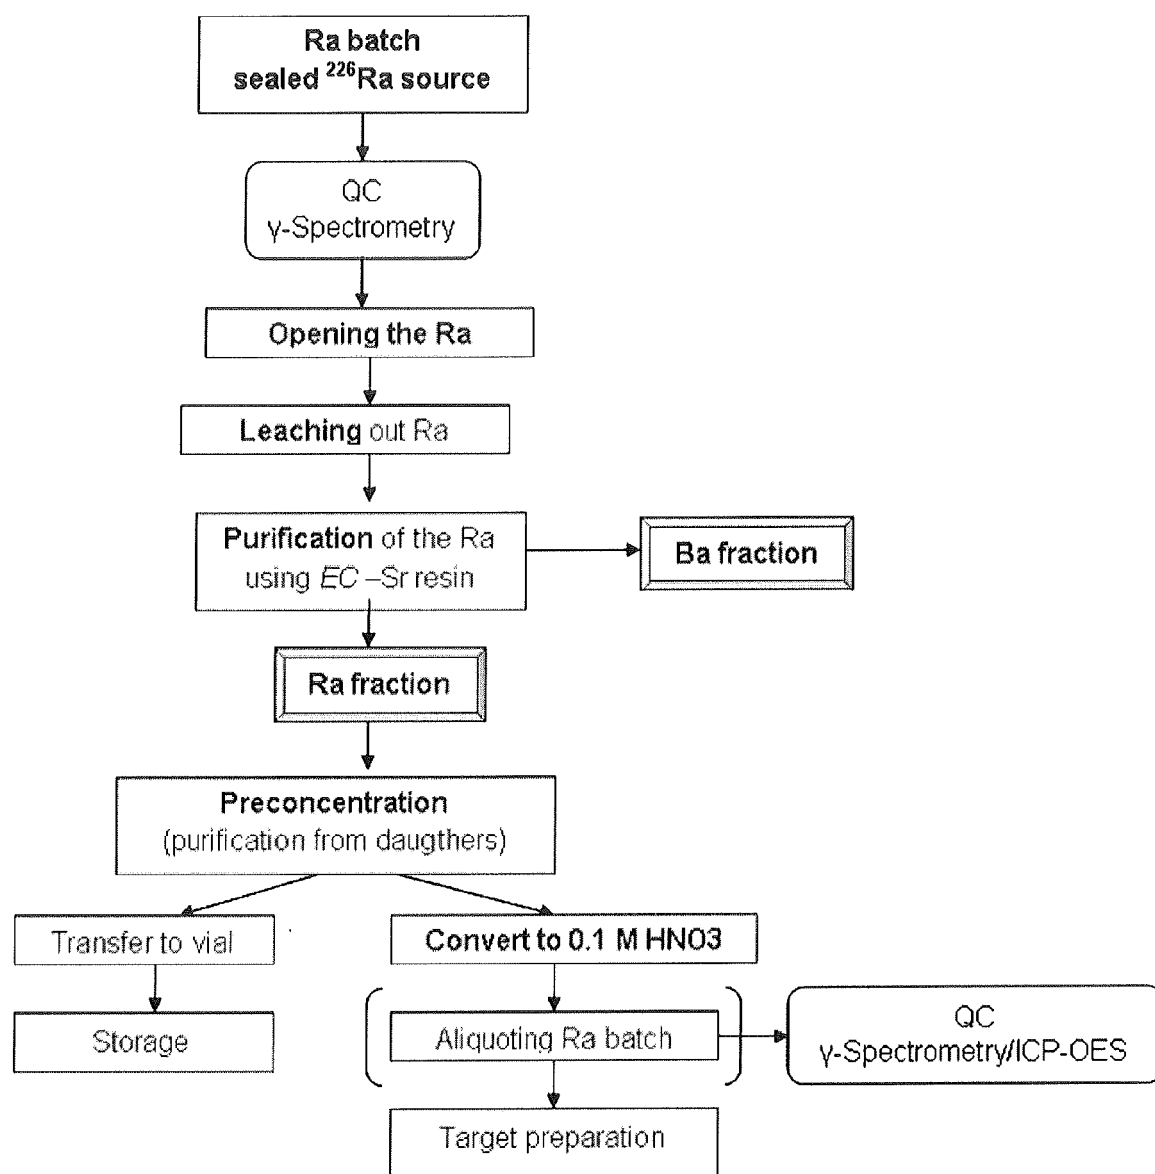 Ra batch
sealed ²²⁶Ra source
QC
γ-Spectrometry
Opening the Ra
Leaching out Ra
Purification of the Ra
using EC –Sr resin
Ba fraction
Ra fraction
Preconcentration
(purification from daugthers)
Transfer to vial
Convert to 0.1 M HNO3
Storage
Aliquoting Ra batch
QC
γ-Spectrometry/ICP-OES
Target preparation